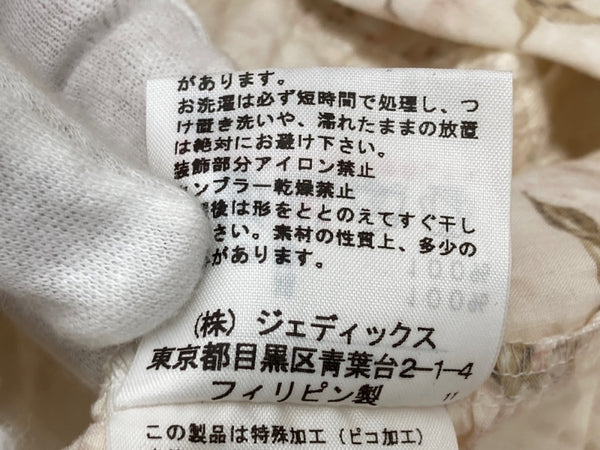 があります。
お洗濯は必ず短時間で処理し、つ
け置き洗いや、濡れたままの放置
は絶対にお避け下さい。
装飾部分アイロン禁止
ンブラー乾燥禁止
後は形をととのえてすぐ干し
さい。素材の性質上、多少の
があります。
(株) ジェディックス
東京都目黒区青葉台2-1-4
フィリピン製
この製品は特殊加工（ピコ加工）